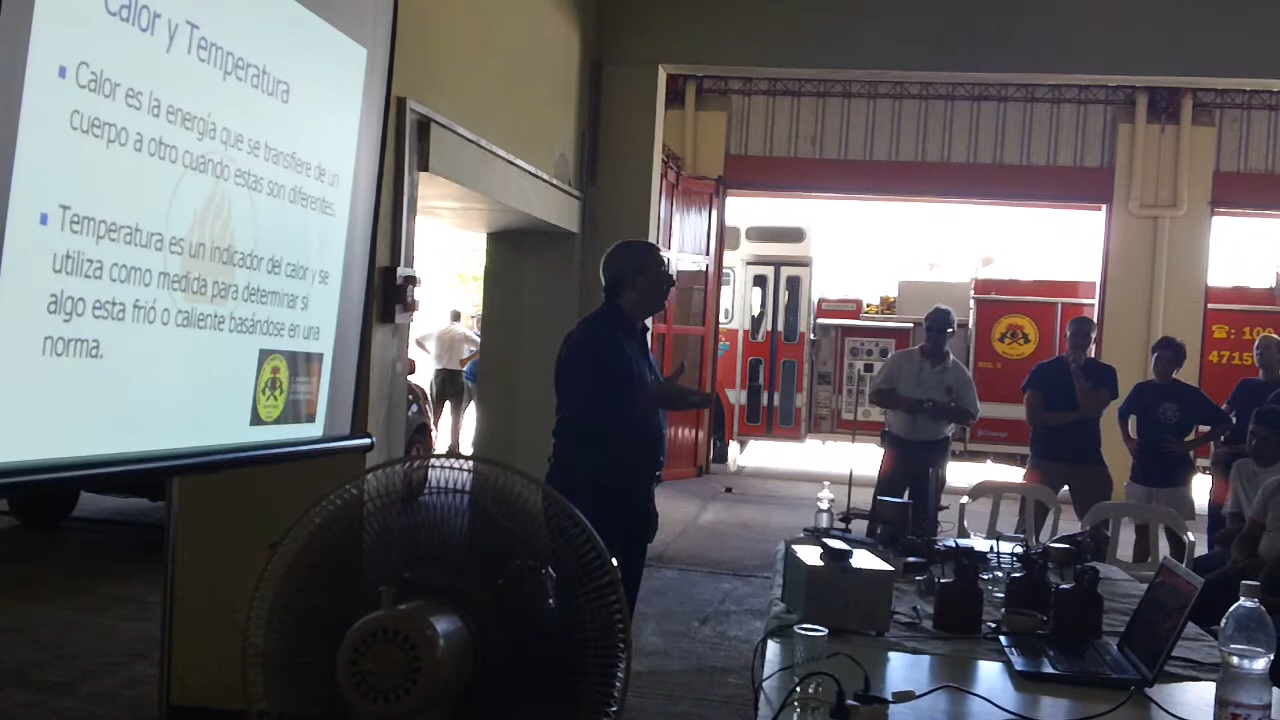 Calor y Temperatura
Calor es la energía que se transfiere de un
cuerpo a otro cuando estas son diferentes.
Temperatura es un indicador del calor y se
utiliza como medida para determinar si
algo esta frió o caliente basándose en una
norma.
☎: 100
4715